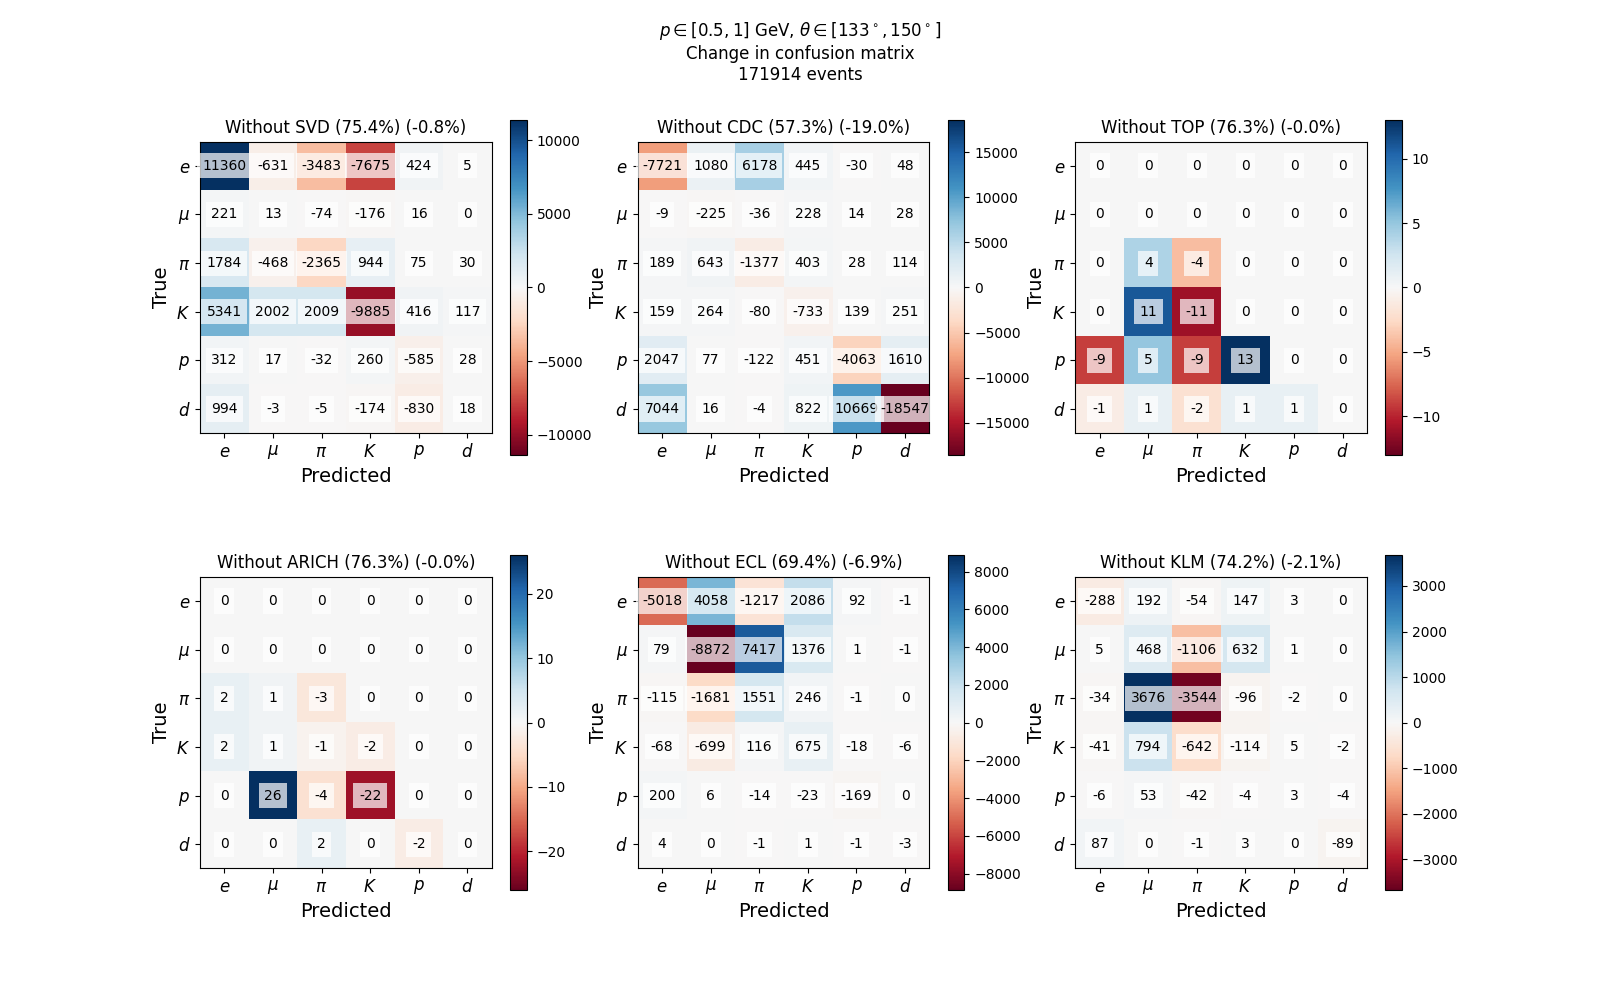 p ∈ [0.5, 1] GeV, θ ∈ [133°, 150°]
Change in confusion matrix
171914 events
Without SVD (75.4%) (-0.8%)
e 11360 -631 -3483 -7675 424 5
μ 221 13 -74 -176 16 0
π 1784 -468 -2365 944 75 30
K 5341 2002 2009 -9885 416 117
p 312 17 -32 260 -585 28
d 994 -3 -5 -174 -830 18
e μ π K p d
True
Predicted
10000
5000
0
−5000
−10000
Without CDC (57.3%) (-19.0%)
e -7721 1080 6178 445 -30 48
μ -9 -225 -36 228 14 28
π 189 643 -1377 403 28 114
K 159 264 -80 -733 139 251
p 2047 77 -122 451 -4063 1610
d 7044 16 -4 822 10669 -18547
e μ π K p d
True
Predicted
15000
10000
5000
0
−5000
−10000
−15000
Without TOP (76.3%) (-0.0%)
e 0 0 0 0 0 0
μ 0 0 0 0 0 0
π 0 4 -4 0 0 0
K 0 11 -11 0 0 0
p -9 5 -9 13 0 0
d -1 1 -2 1 1 0
e μ π K p d
True
Predicted
10
5
0
−5
−10
Without ARICH (76.3%) (-0.0%)
e 0 0 0 0 0 0
μ 0 0 0 0 0 0
π 2 1 -3 0 0 0
K 2 1 -1 -2 0 0
p 0 26 -4 -22 0 0
d 0 0 2 0 -2 0
e μ π K p d
True
Predicted
20
10
0
−10
−20
Without ECL (69.4%) (-6.9%)
e -5018 4058 -1217 2086 92 -1
μ 79 -8872 7417 1376 1 -1
π -115 -1681 1551 246 -1 0
K -68 -699 116 675 -18 -6
p 200 6 -14 -23 -169 0
d 4 0 -1 1 -1 -3
e μ π K p d
True
Predicted
8000
6000
4000
2000
0
−2000
−4000
−6000
−8000
Without KLM (74.2%) (-2.1%)
e -288 192 -54 147 3 0
μ 5 468 -1106 632 1 0
π -34 3676 -3544 -96 -2 0
K -41 794 -642 -114 5 -2
p -6 53 -42 -4 3 -4
d 87 0 -1 3 0 -89
e μ π K p d
True
Predicted
3000
2000
1000
0
−1000
−2000
−3000